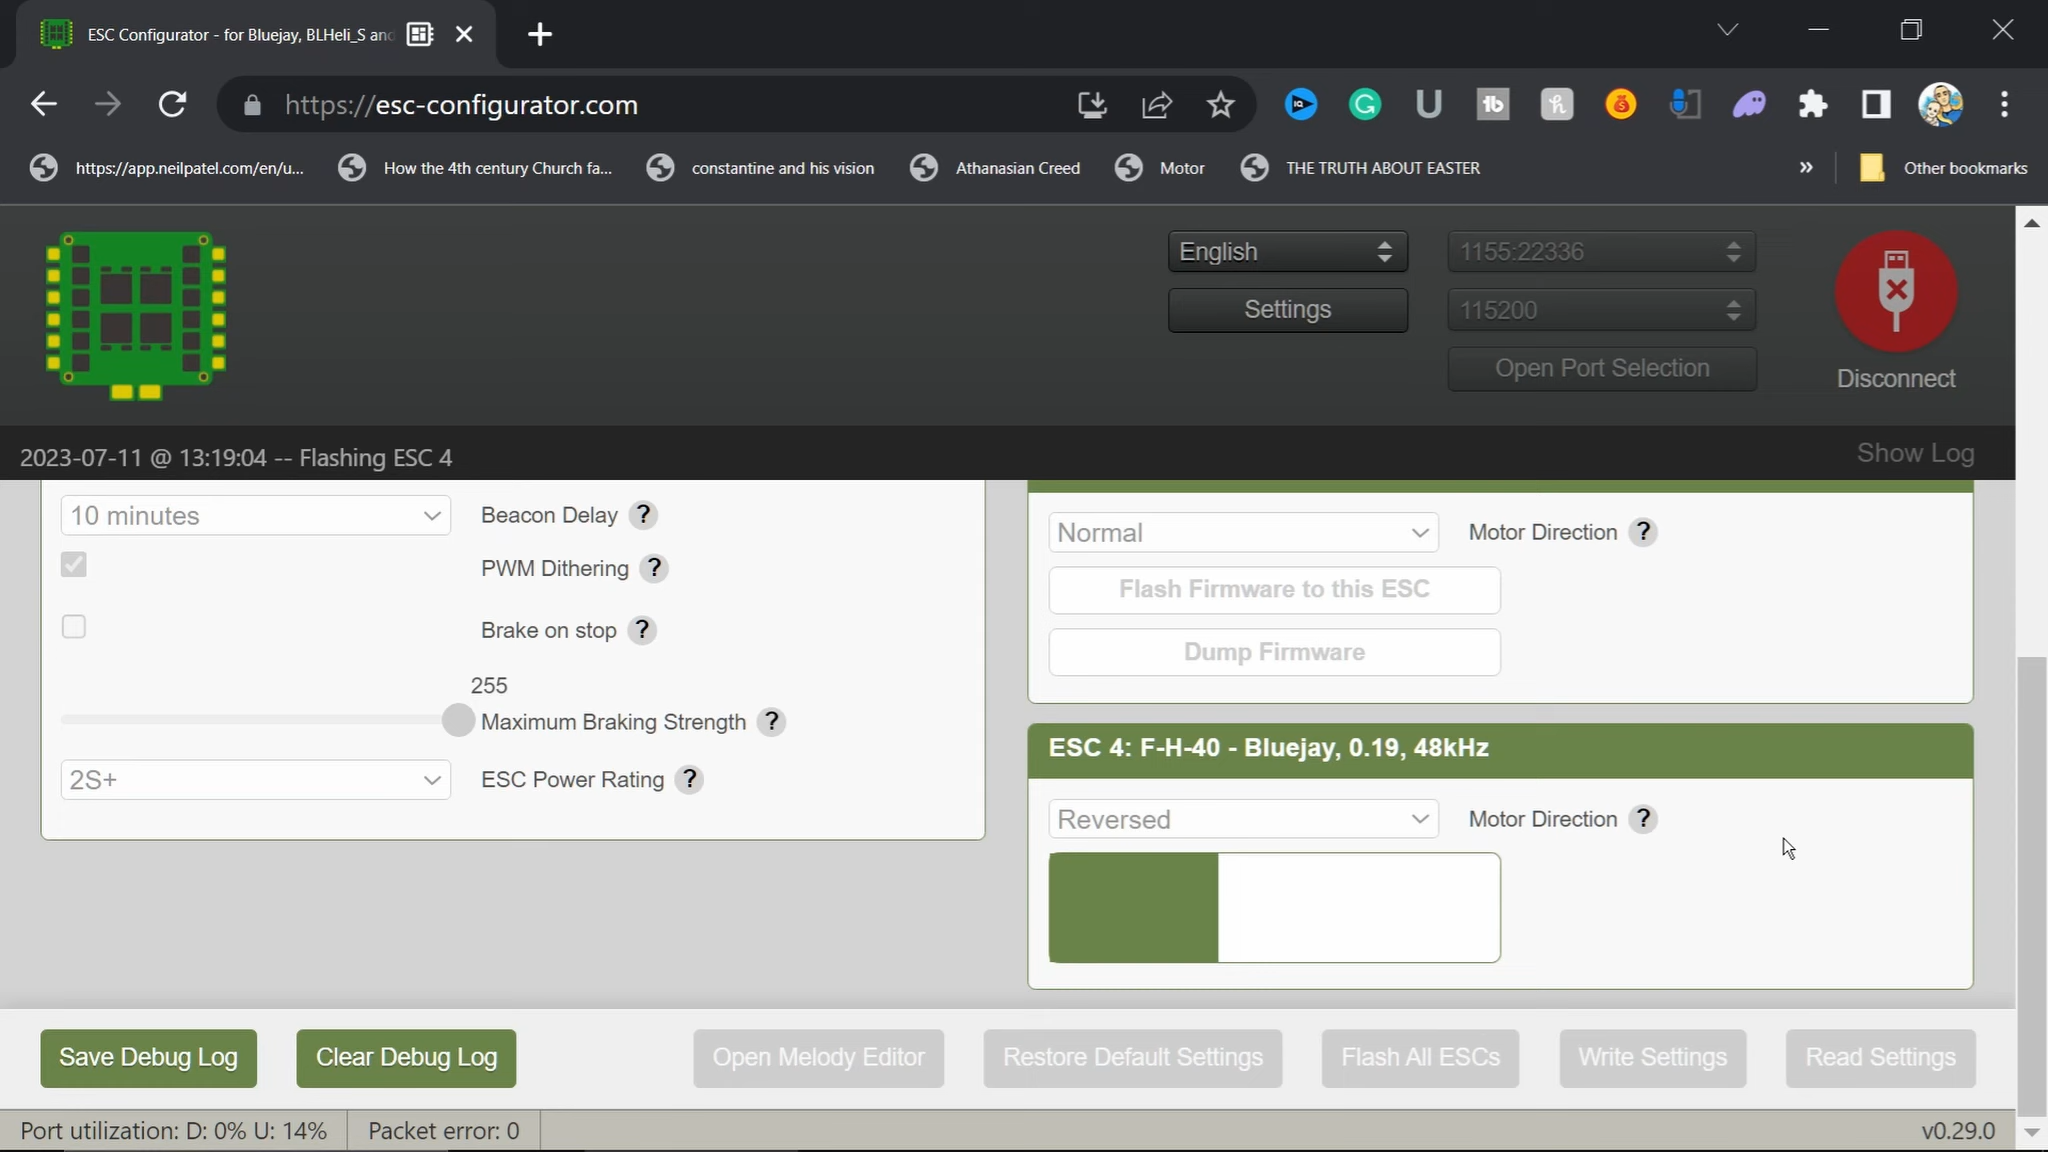 ESC Configurator - for Bluejay, BLHeli_S and
https://esc-configurator.com
https://app.neilpatel.com/en/u...
How the 4th century Church fa...
constantine and his vision
Athanasian Creed
Motor
THE TRUTH ABOUT EASTER
»
Other bookmarks
English
1155:22336
Settings
115200
Open Port Selection
Disconnect
2023-07-11 @ 13:19:04 -- Flashing ESC 4
Show Log
10 minutes
Beacon Delay ?
PWM Dithering ?
Brake on stop ?
255
Maximum Braking Strength ?
2S+
ESC Power Rating ?
Normal
Motor Direction ?
Flash Firmware to this ESC
Dump Firmware
ESC 4: F-H-40 - Bluejay, 0.19, 48kHz
Reversed
Motor Direction ?
Save Debug Log
Clear Debug Log
Open Melody Editor
Restore Default Settings
Flash All ESCs
Write Settings
Read Settings
Port utilization: D: 0% U: 14%
Packet error: 0
v0.29.0